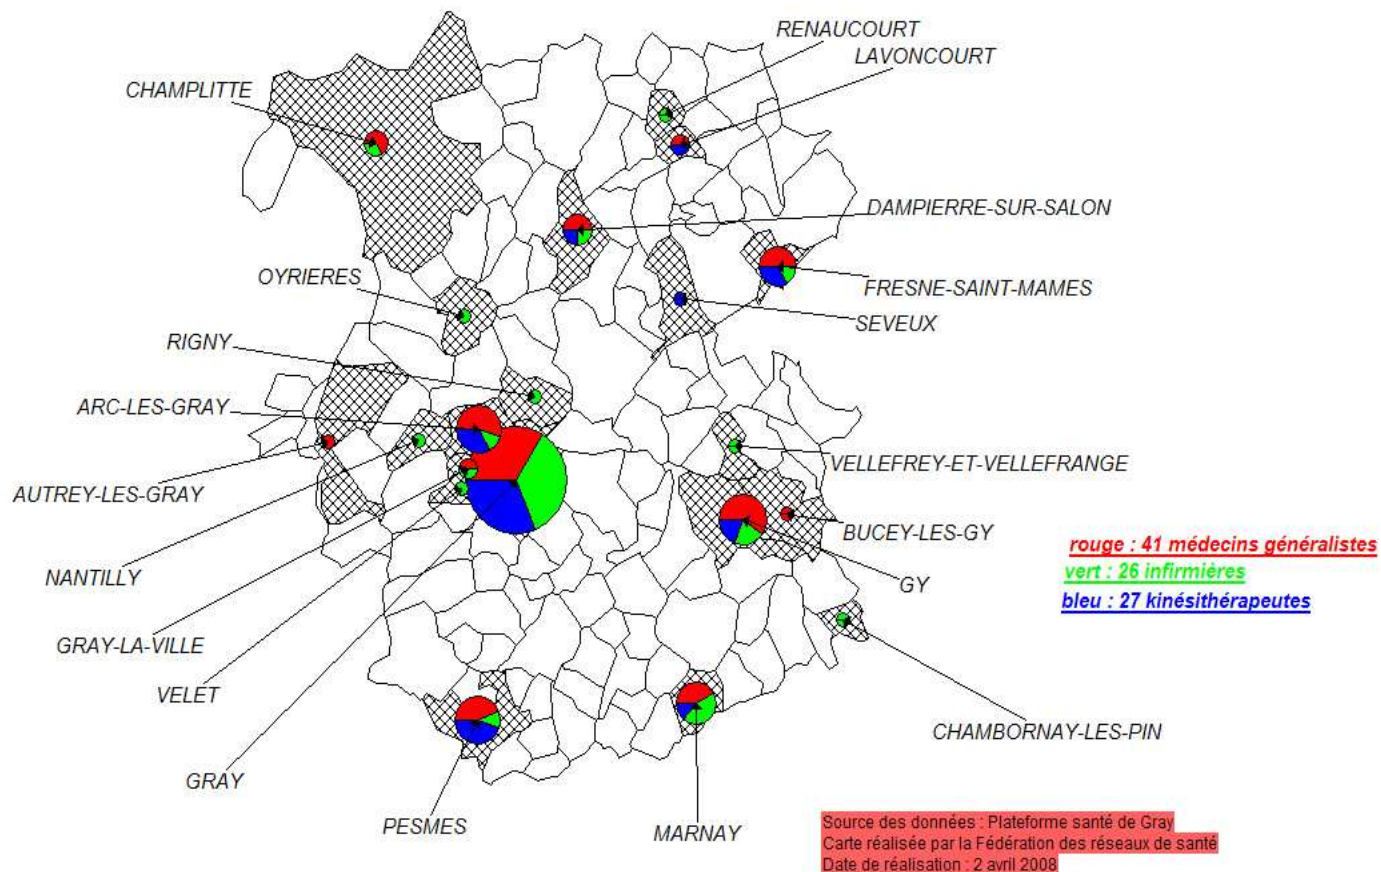 RENAUCOURT
LAVONCOURT
CHAMPLITTE
DAMPIERRE-SUR-SALON
OYRIERES
FRESNE-SAINT-MAMES
SEVEUX
RIGNY
ARC-LES-GRAY
VELLEFREY-ET-VELLEFRANGE
AUTREY-LES-GRAY
BUCEY-LES-GY
rouge : 41 médecins généralistes
vert : 26 infirmières
bleu : 27 kinésithérapeutes
NANTILLY
GY
GRAY-LA-VILLE
VELET
CHAMBORNAY-LES-PIN
GRAY
PESMES
MARNAY
Source des données : Plateforme santé de Gray
Carte réalisée par la Fédération des réseaux de santé
Date de réalisation : 2 avril 2008